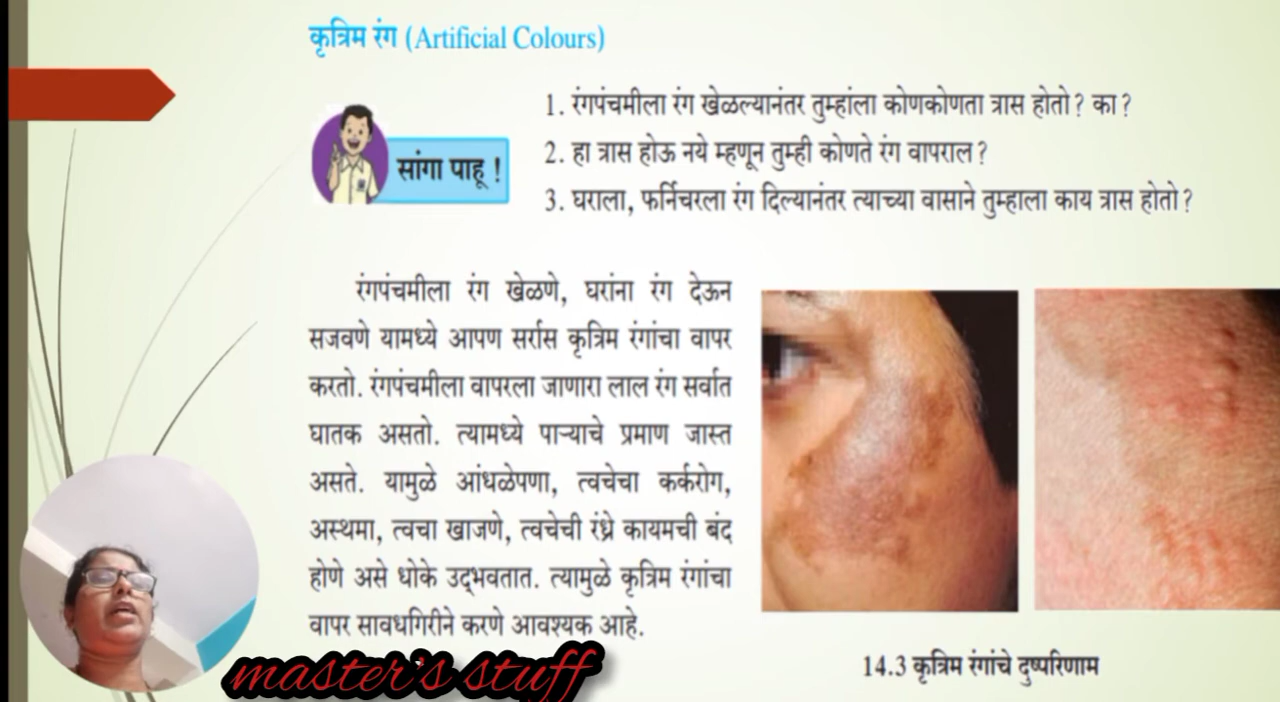 कृत्रिम रंग (Artificial Colours)
सांगा पाहू !
1. रंगपंचमीला रंग खेळल्यानंतर तुम्हांला कोणकोणता त्रास होतो? का?
2. हा त्रास होऊ नये म्हणून तुम्ही कोणते रंग वापराल?
3. घराला, फर्निचरला रंग दिल्यानंतर त्याच्या वासाने तुम्हाला काय त्रास होतो?
रंगपंचमीला रंग खेळणे, घरांना रंग देऊन
सजवणे यामध्ये आपण सर्रास कृत्रिम रंगांचा वापर
करतो. रंगपंचमीला वापरला जाणारा लाल रंग सर्वात
घातक असतो. त्यामध्ये पाऱ्याचे प्रमाण जास्त
असते. यामुळे आंधळेपणा, त्वचेचा कर्करोग,
अस्थमा, त्वचा खाजणे, त्वचेची रंध्रे कायमची बंद
होणे असे धोके उद्‌भवतात. त्यामुळे कृत्रिम रंगांचा
वापर सावधगिरीने करणे आवश्यक आहे.
14.3 कृत्रिम रंगांचे दुष्परिणाम
master's stuff